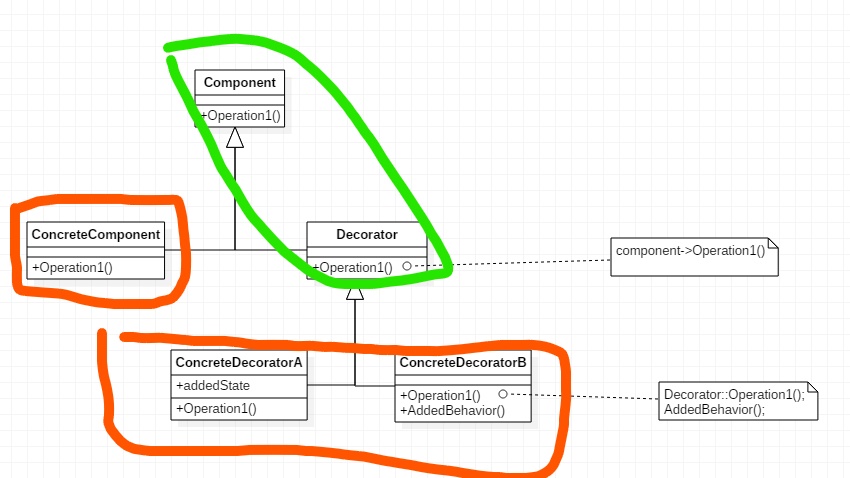 Component
+Operation1()
ConcreteComponent
+Operation1()
Decorator
+Operation1()
component->Operation1()
ConcreteDecoratorA
+addedState
+Operation1()
ConcreteDecoratorB
+Operation1()
+AddedBehavior()
Decorator::Operation1();
AddedBehavior();